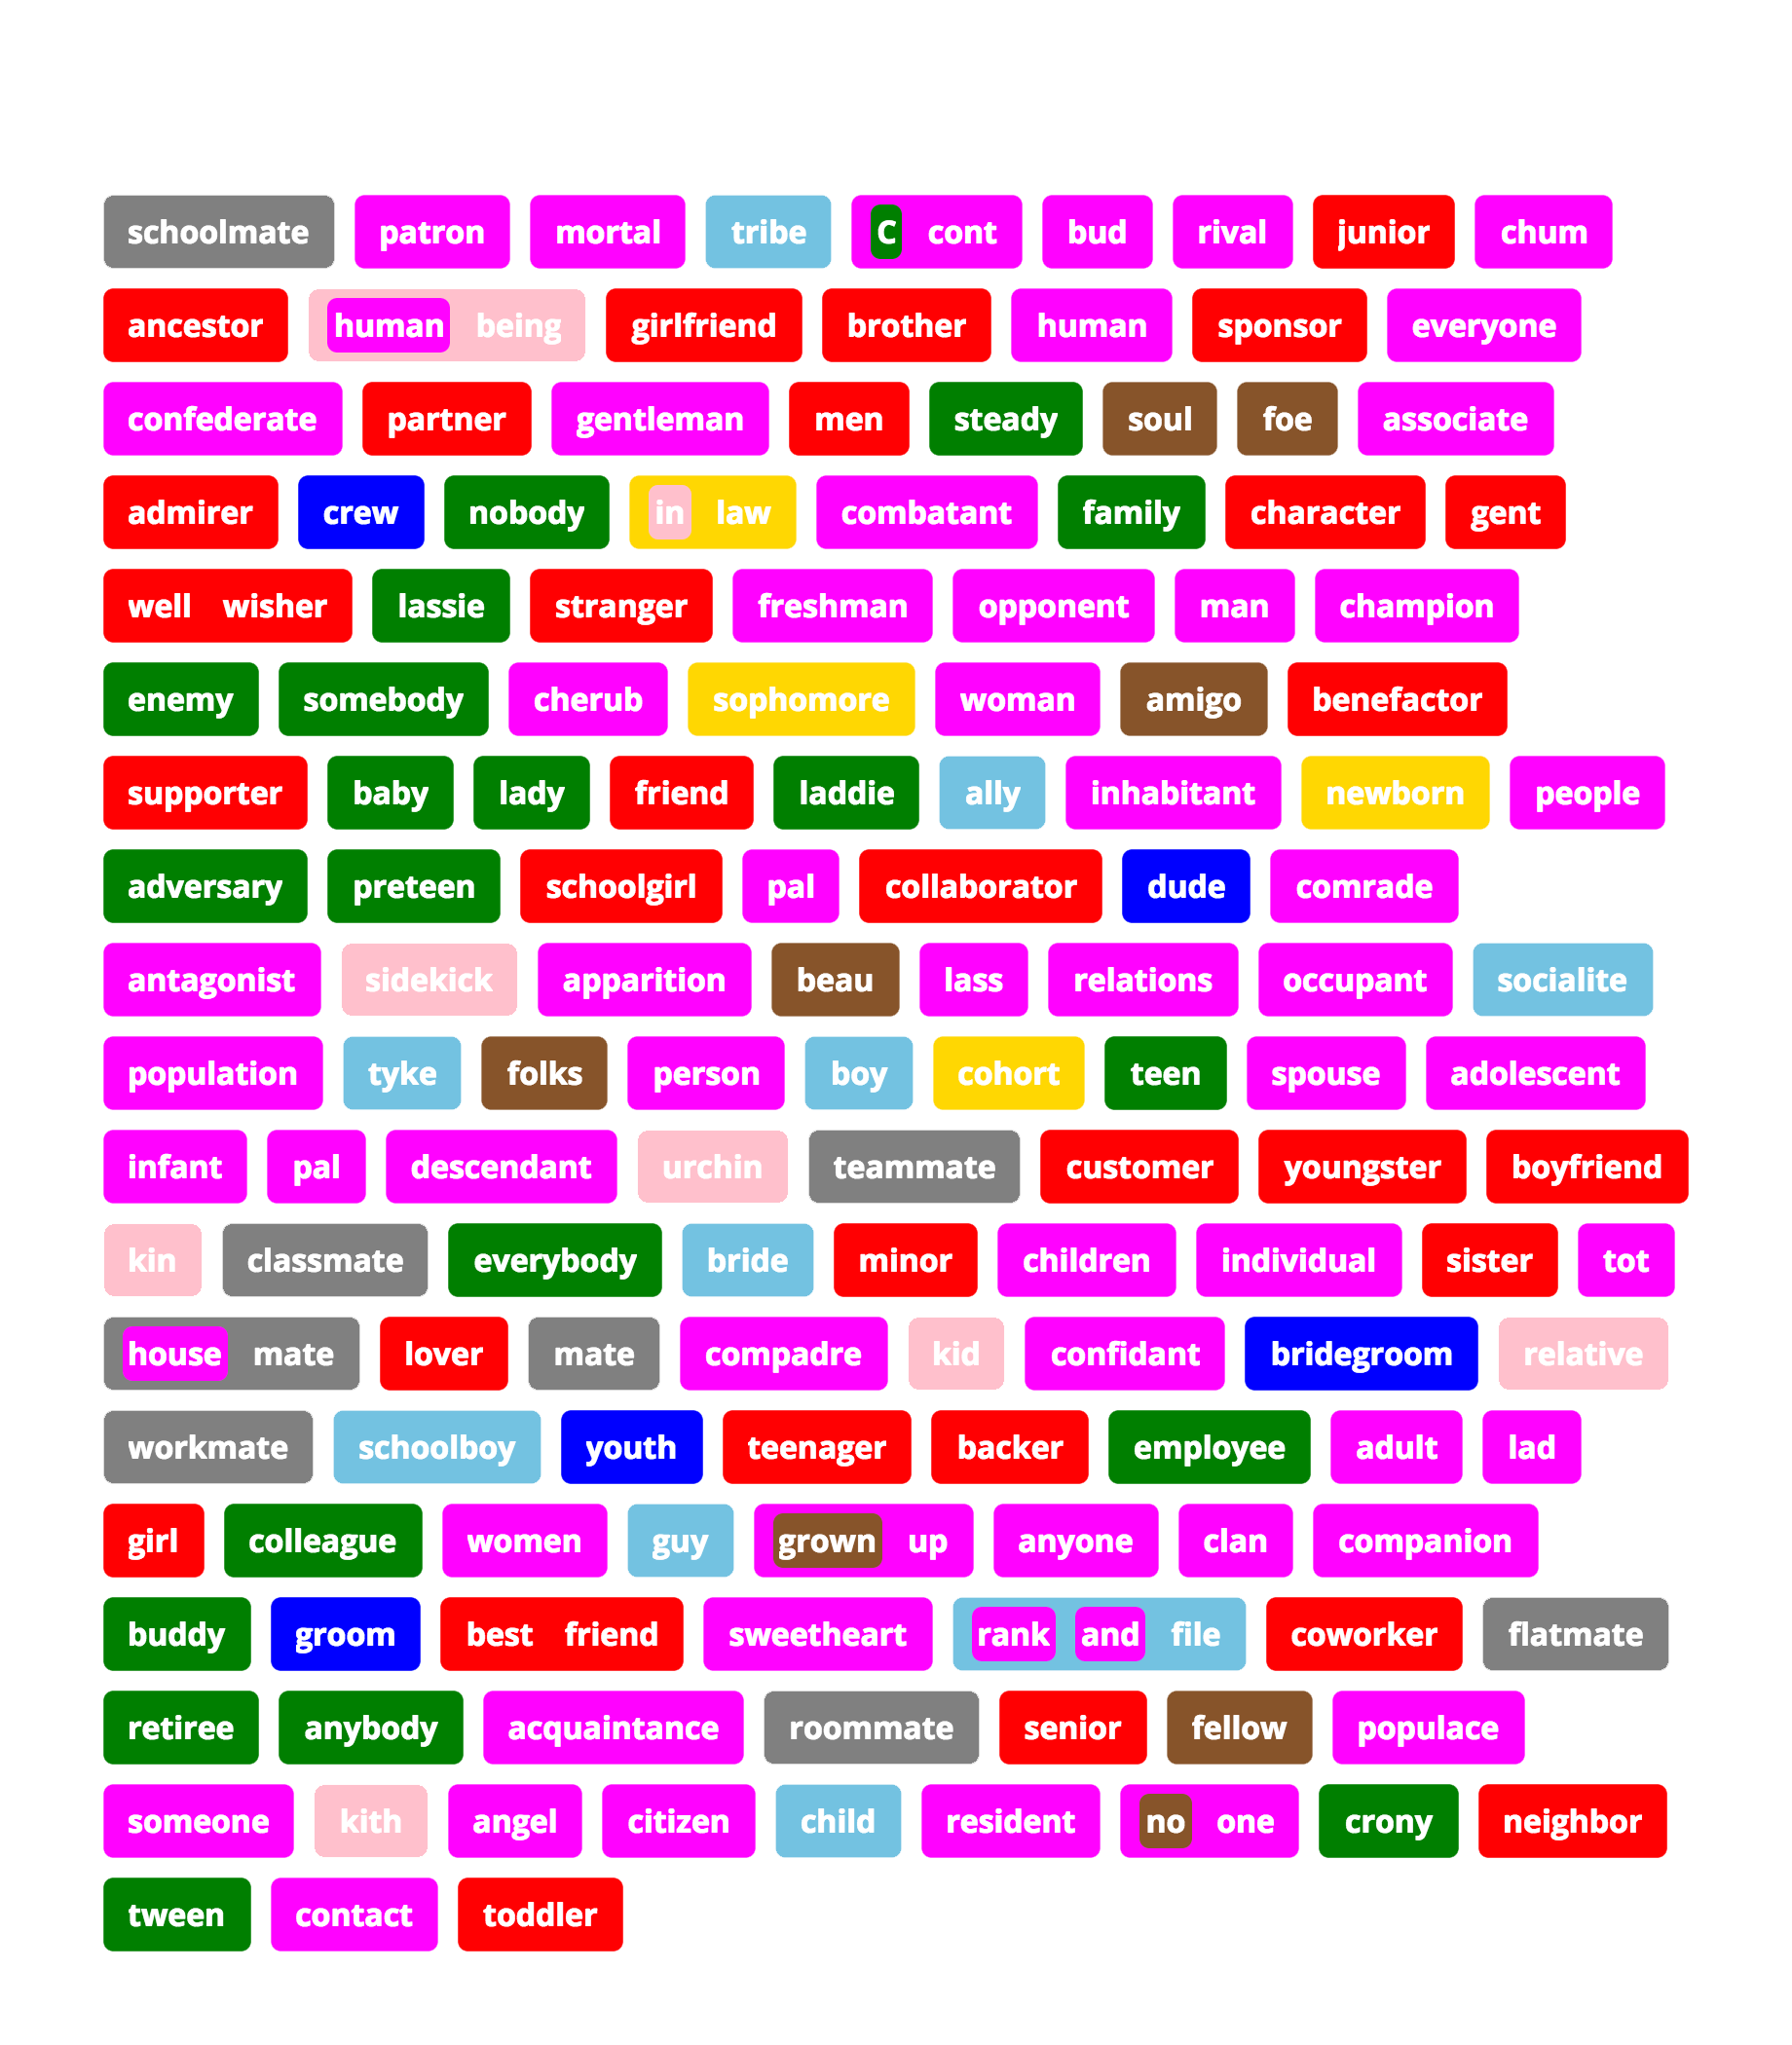 schoolmate patron mortal tribe C cont bud rival junior chum
ancestor human being girlfriend brother human sponsor everyone
confederate partner gentleman men steady soul foe associate
admirer crew nobody in law combatant family character gent
well wisher lassie stranger freshman opponent man champion
enemy somebody cherub sophomore woman amigo benefactor
supporter baby lady friend laddie ally inhabitant newborn people
adversary preteen schoolgirl pal collaborator dude comrade
antagonist sidekick apparition beau lass relations occupant socialite
population tyke folks person boy cohort teen spouse adolescent
infant pal descendant urchin teammate customer youngster boyfriend
kin classmate everybody bride minor children individual sister tot
house mate lover mate compadre kid confidant bridegroom relative
workmate schoolboy youth teenager backer employee adult lad
girl colleague women guy grown up anyone clan companion
buddy groom best friend sweetheart rank and file coworker flatmate
retiree anybody acquaintance roommate senior fellow populace
someone kith angel citizen child resident no one crony neighbor
tween contact toddler